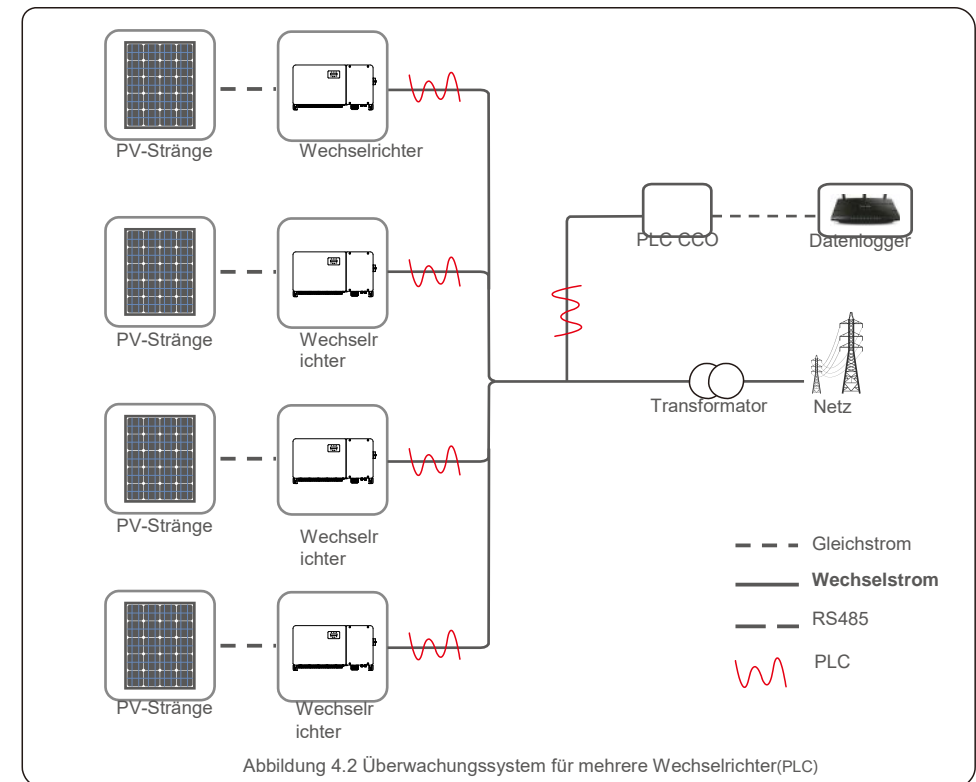 PV-Stränge
Wechselrichter
PLC CCO
Datenlogger
PV-Stränge
Wechselr
ichter
Transformator
Netz
PV-Stränge
Wechselr
ichter
Gleichstrom
Wechselstrom
RS485
PLC
PV-Stränge
Wechselr
ichter
Abbildung 4.2 Überwachungssystem für mehrere Wechselrichter(PLC)